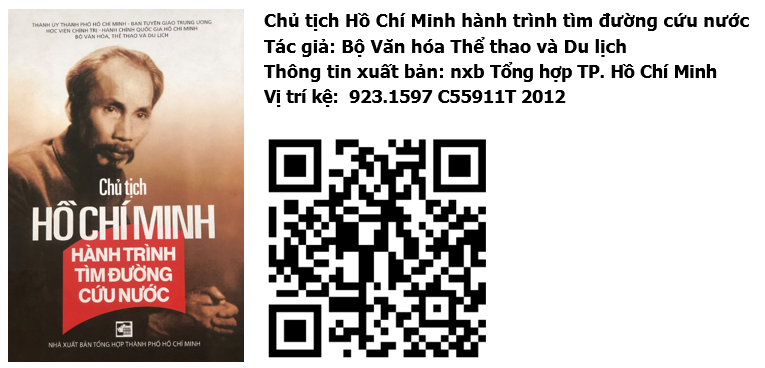 THÀNH ỦY THÀNH PHỐ HỒ CHÍ MINH - BAN TUYÊN GIÁO TRUNG ƯƠNG
HỌC VIỆN CHÍNH TRỊ - HÀNH CHÍNH QUỐC GIA HỒ CHÍ MINH
BỘ VĂN HÓA, THỂ THAO VÀ DU LỊCH
Chủ tịch
HỒ CHÍ MINH
HÀNH TRÌNH
TÌM ĐƯỜNG
CỨU NƯỚC
NHÀ XUẤT BẢN TỔNG HỢP THÀNH PHỐ HỒ CHÍ MINH
Chủ tịch Hồ Chí Minh hành trình tìm đường cứu nước
Tác giả: Bộ Văn hóa Thể thao và Du lịch
Thông tin xuất bản: nxb Tổng hợp TP. Hồ Chí Minh
Vị trí kệ: 923.1597 C55911T 2012